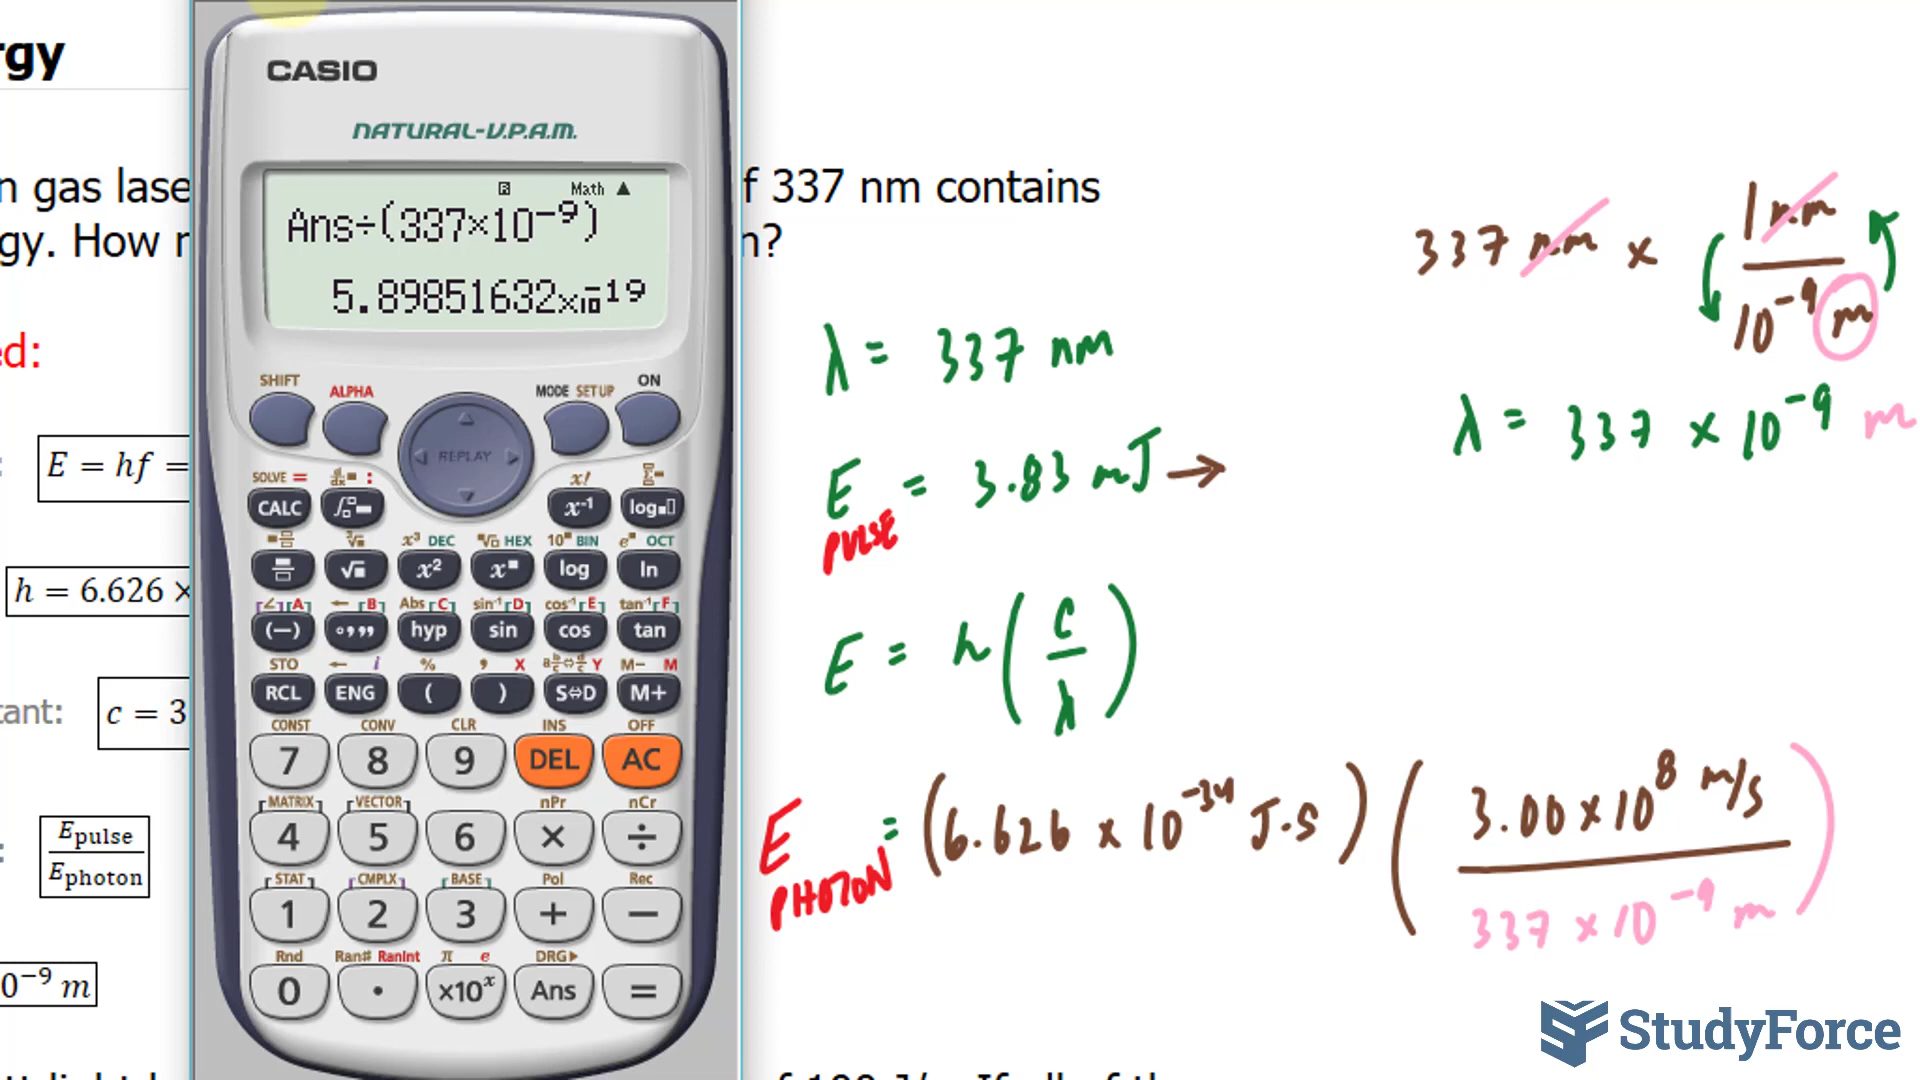 rgy
n gas lase
f 337 nm contains
gy. How
n?
ed:
E = hf =
h = 6.626 ×
tant:
c = 3
E_pulse
E_photon
0⁻⁹ m
CASIO
NATURAL-V.P.A.M.
R Math ▲
Ans÷(337×10⁻⁹)
5.89851632×10⁻¹⁹
SHIFT ALPHA MODE SETUP ON
REPLAY
SOLVE = d/dx : x! Σ
CALC ∫ x⁻¹ log
³√ x³ DEC √ HEX 10 BIN e OCT
√ x² x log ln
∠ A ← B Abs C sin⁻¹ D cos⁻¹ E tan⁻¹ F
(−) hyp sin cos tan
STO ← i % , X a b/c⇔d/c Y M− M
RCL ENG ( ) S⇔D M+
CONST CONV CLR INS OFF
7 8 9 DEL AC
MATRIX VECTOR nPr nCr
4 5 6 × ÷
STAT CMPLX BASE Pol Rec
1 2 3 + −
Rnd Ran# RanInt π e DRG▶
0 • ×10ˣ Ans =
337 nm × 1 nm
10⁻⁹ m
λ = 337 × 10⁻⁹ m
λ = 337 nm
E = 3.83 mJ →
PULSE
E = h ( c / λ )
E = (6.626 × 10⁻³⁴ J·S) ( 3.00 × 10⁸ m/s
PHOTON
337 × 10⁻⁹ m )
StudyForce